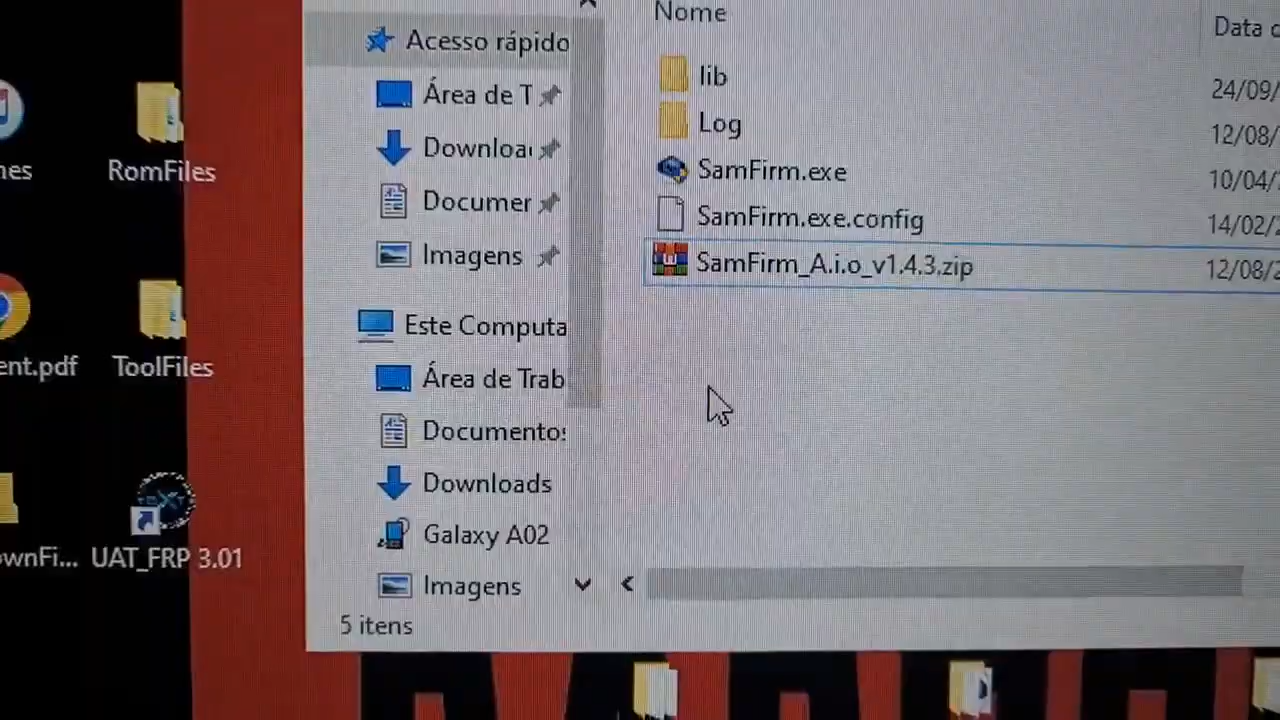 Nome
Data
Acesso rápido
Área de T
Downloa
Documer
Imagens
Este Computa
Área de Trab
Documentos
Downloads
Galaxy A02
Imagens
5 itens
lib
24/09/
Log
12/08/
SamFirm.exe
10/04/
SamFirm.exe.config
14/02/
SamFirm_A.i.o_v1.4.3.zip
12/08/2
nes
RomFiles
ent.pdf
ToolFiles
ownFi...
UAT_FRP 3.01